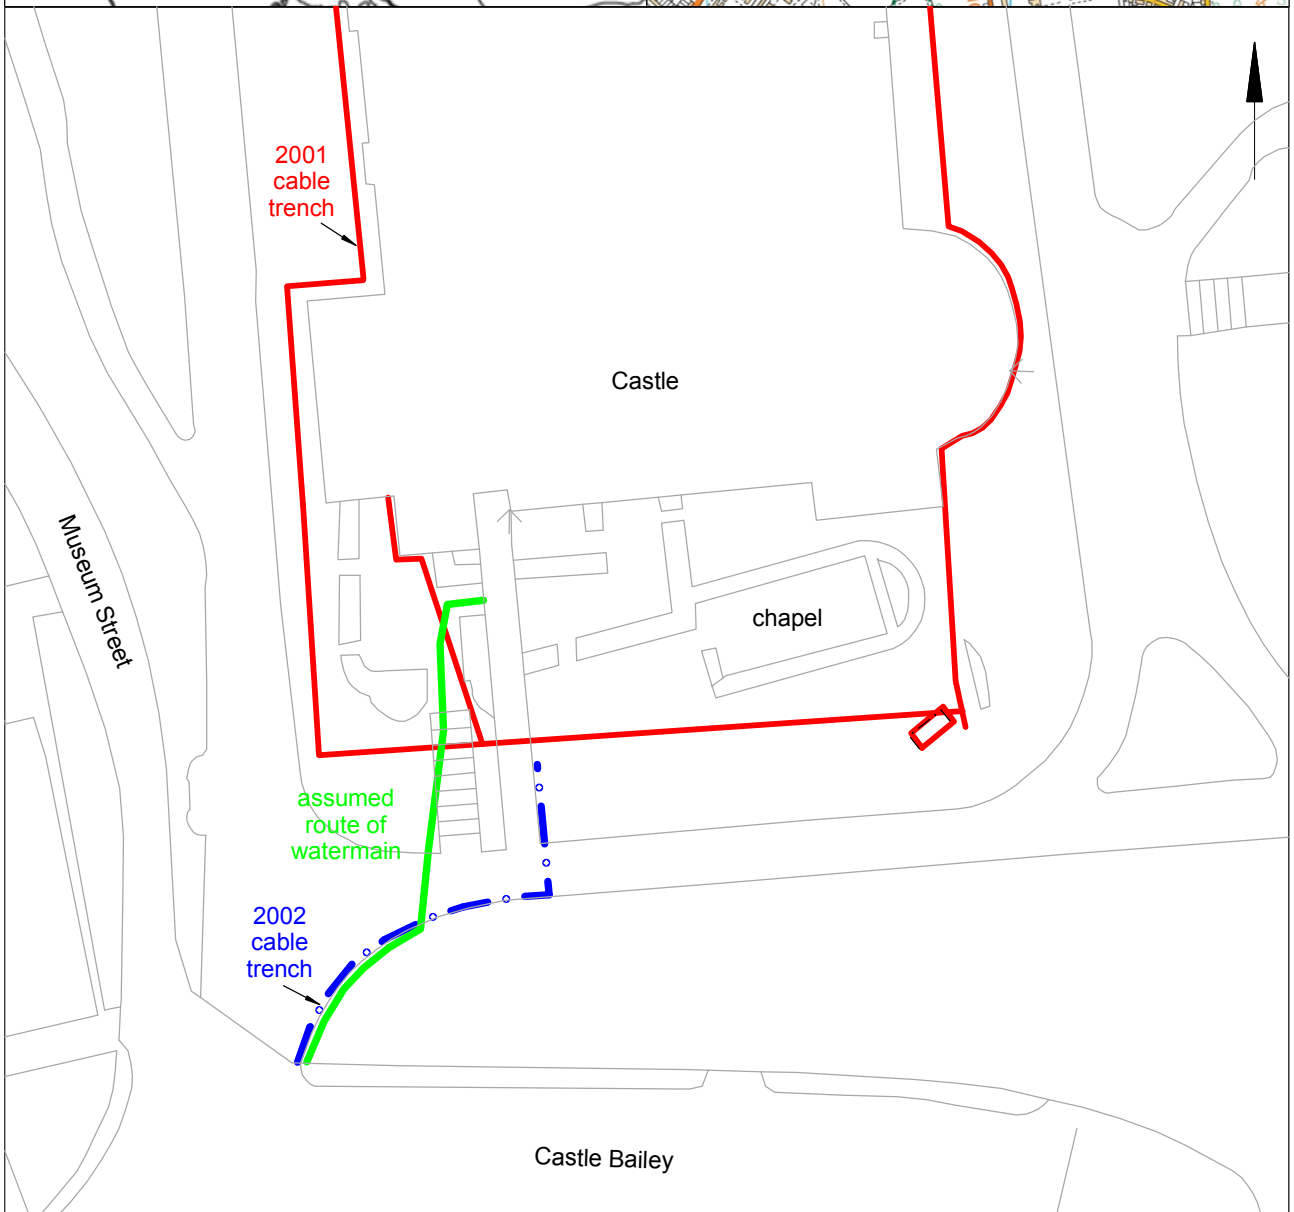 2001
cable
trench
Castle
Museum Street
chapel
assumed
route of
watermain
2002
cable
trench
Castle Bailey